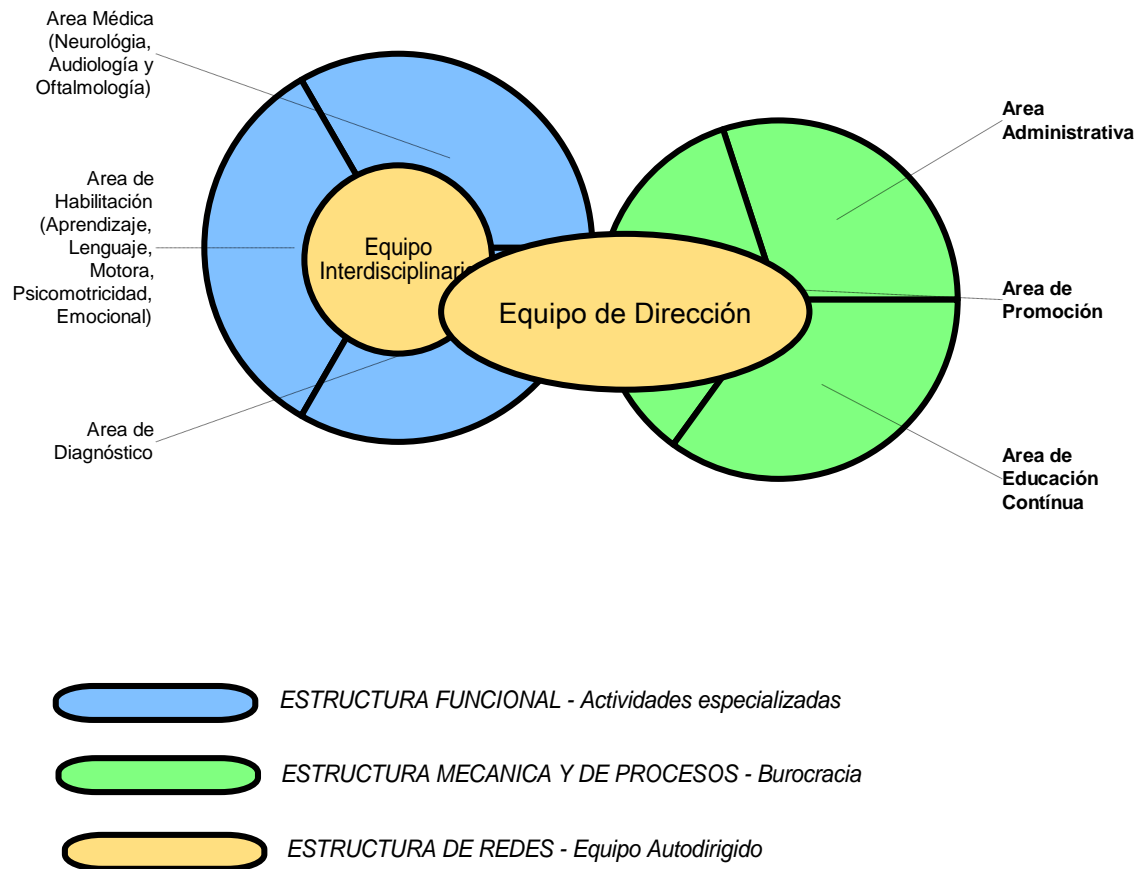 Area Médica
(Neurológia,
Audiología y
Oftalmología)
Area de
Habilitación
(Aprendizaje,
Lenguaje,
Motora,
Psicomotricidad,
Emocional)
Area de
Diagnóstico
Equipo
Interdisciplinario
Equipo de Dirección
Area
Administrativa
Area de
Promoción
Area de
Educación
Contínua
ESTRUCTURA FUNCIONAL - Actividades especializadas
ESTRUCTURA MECANICA Y DE PROCESOS - Burocracia
ESTRUCTURA DE REDES - Equipo Autodirigido